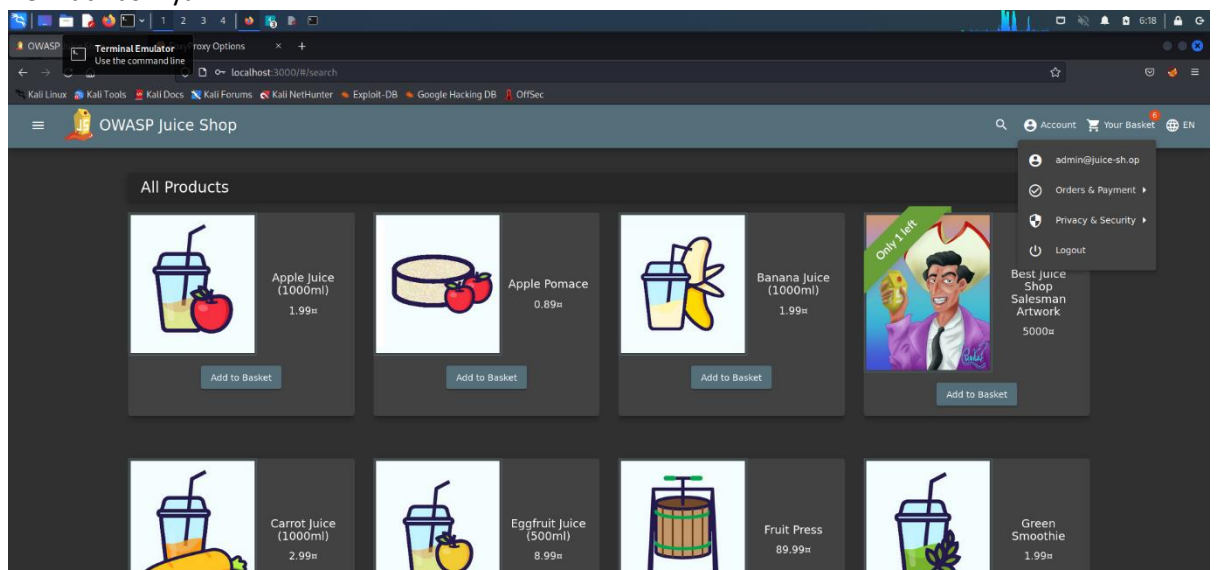 1 2 3 4
6:18
OWASP
Terminal Emulator
Use the command line
Proxy Options
localhost:3000/#/search
Kali Linux Kali Tools Kali Docs Kali Forums Kali NetHunter Exploit-DB Google Hacking DB OffSec
OWASP Juice Shop
Account
Your Basket
6
EN
admin@juice-sh.op
Orders & Payment
Privacy & Security
Logout
All Products
Apple Juice
(1000ml)
1.99¤
Add to Basket
Apple Pomace
0.89¤
Add to Basket
Banana Juice
(1000ml)
1.99¤
Add to Basket
Only 1 left
Best Juice
Shop
Salesman
Artwork
5000¤
Add to Basket
Carrot Juice
(1000ml)
2.99¤
Eggfruit Juice
(500ml)
8.99¤
Fruit Press
89.99¤
Green
Smoothie
1.99¤